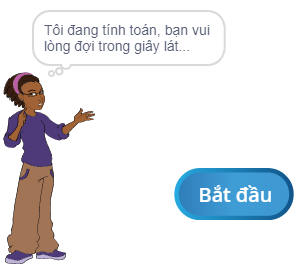 Tôi đang tính toán, bạn vui
lòng đợi trong giây lát...
Bắt đầu